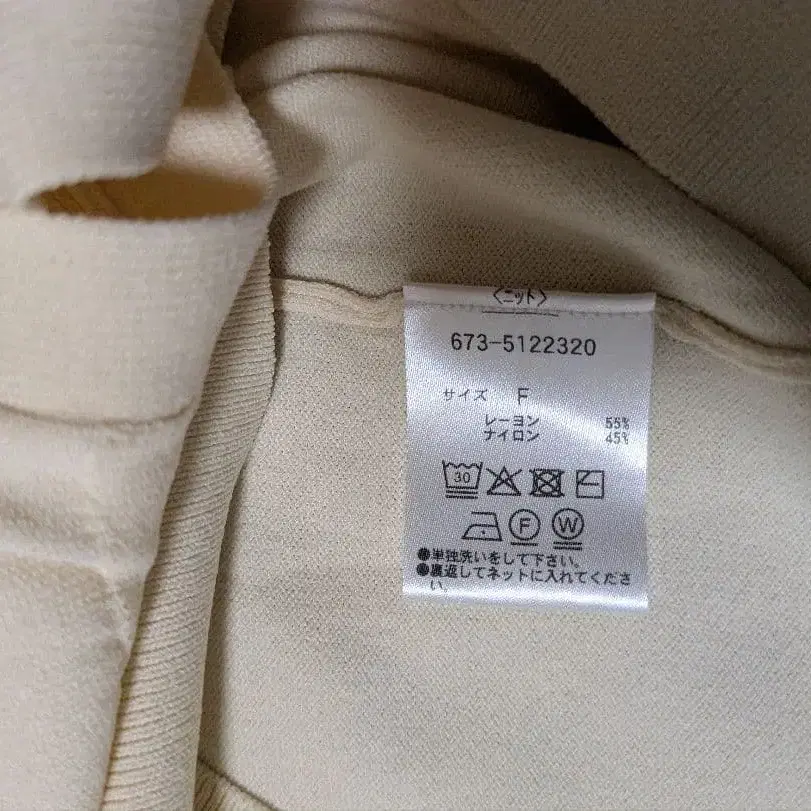 〈ニット〉
673-5122320
サイズ F
レーヨン 55%
ナイロン 45%
30
F W
●単独洗いをして下さい。
●裏返してネットに入れてくださ
い。